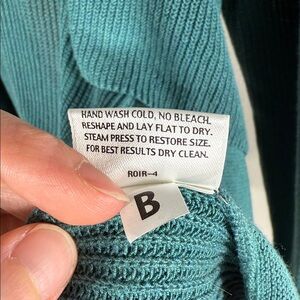 HAND WASH COLD, NO BLEACH.
RESHAPE AND LAY FLAT TO DRY.
STEAM PRESS TO RESTORE SIZE.
FOR BEST RESULTS DRY CLEAN.
ROIR-4
B